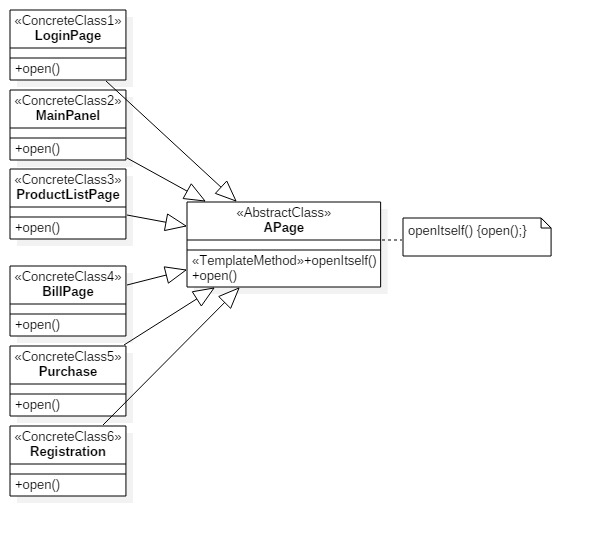 «ConcreteClass1»
LoginPage
+open()
«ConcreteClass2»
MainPanel
+open()
«ConcreteClass3»
ProductListPage
+open()
«AbstractClass»
APage
«TemplateMethod»+openItself()
+open()
openItself() {open();}
«ConcreteClass4»
BillPage
+open()
«ConcreteClass5»
Purchase
+open()
«ConcreteClass6»
Registration
+open()